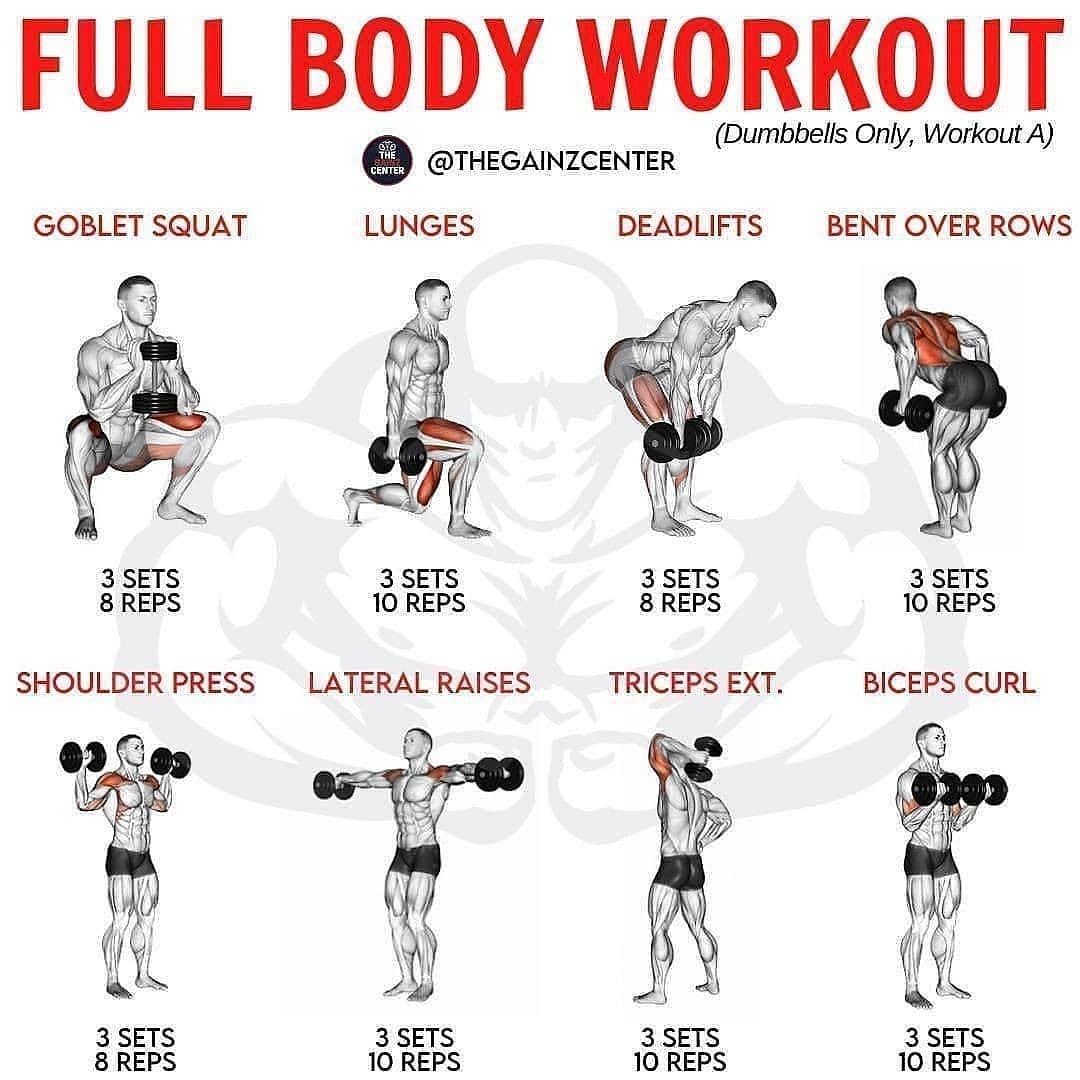 FULL BODY WORKOUT
(Dumbbells Only, Workout A)
THE
GAINZ
CENTER
@THEGAINZCENTER
GOBLET SQUAT
LUNGES
DEADLIFTS
BENT OVER ROWS
3 SETS
8 REPS
3 SETS
10 REPS
3 SETS
8 REPS
3 SETS
10 REPS
SHOULDER PRESS
LATERAL RAISES
TRICEPS EXT.
BICEPS CURL
3 SETS
8 REPS
3 SETS
10 REPS
3 SETS
10 REPS
3 SETS
10 REPS